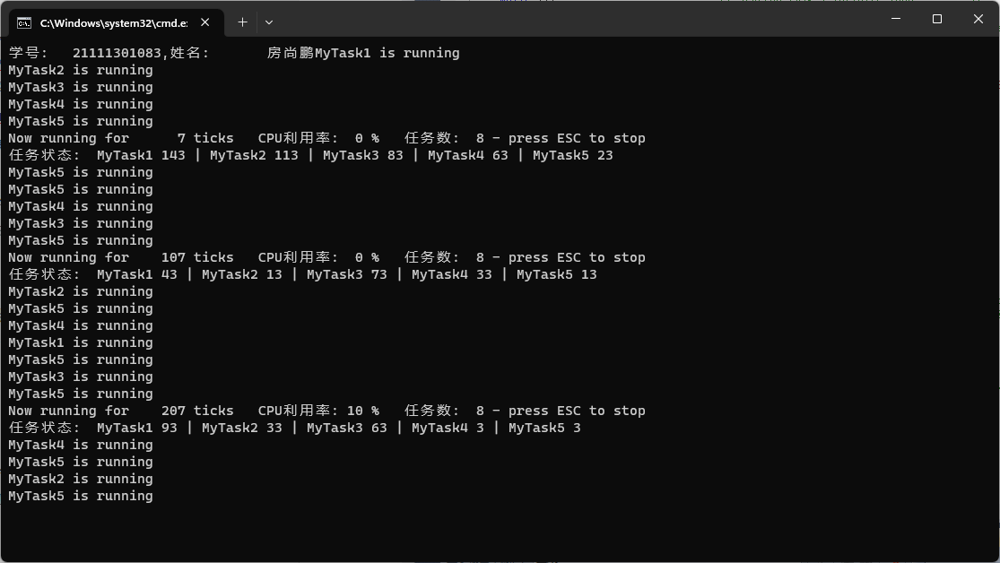 C:\Windows\system32\cmd.e:
学号:   21111301083,姓名:       房尚鹏MyTask1 is running
MyTask2 is running
MyTask3 is running
MyTask4 is running
MyTask5 is running
Now running for      7 ticks   CPU利用率:  0 %   任务数:  8 - press ESC to stop
任务状态:  MyTask1 143 | MyTask2 113 | MyTask3 83 | MyTask4 63 | MyTask5 23
MyTask5 is running
MyTask5 is running
MyTask4 is running
MyTask3 is running
MyTask5 is running
Now running for    107 ticks   CPU利用率:  0 %   任务数:  8 - press ESC to stop
任务状态:  MyTask1 43 | MyTask2 13 | MyTask3 73 | MyTask4 33 | MyTask5 13
MyTask2 is running
MyTask5 is running
MyTask4 is running
MyTask1 is running
MyTask5 is running
MyTask3 is running
MyTask5 is running
Now running for    207 ticks   CPU利用率: 10 %   任务数:  8 - press ESC to stop
任务状态:  MyTask1 93 | MyTask2 33 | MyTask3 63 | MyTask4 3 | MyTask5 3
MyTask4 is running
MyTask5 is running
MyTask2 is running
MyTask5 is running